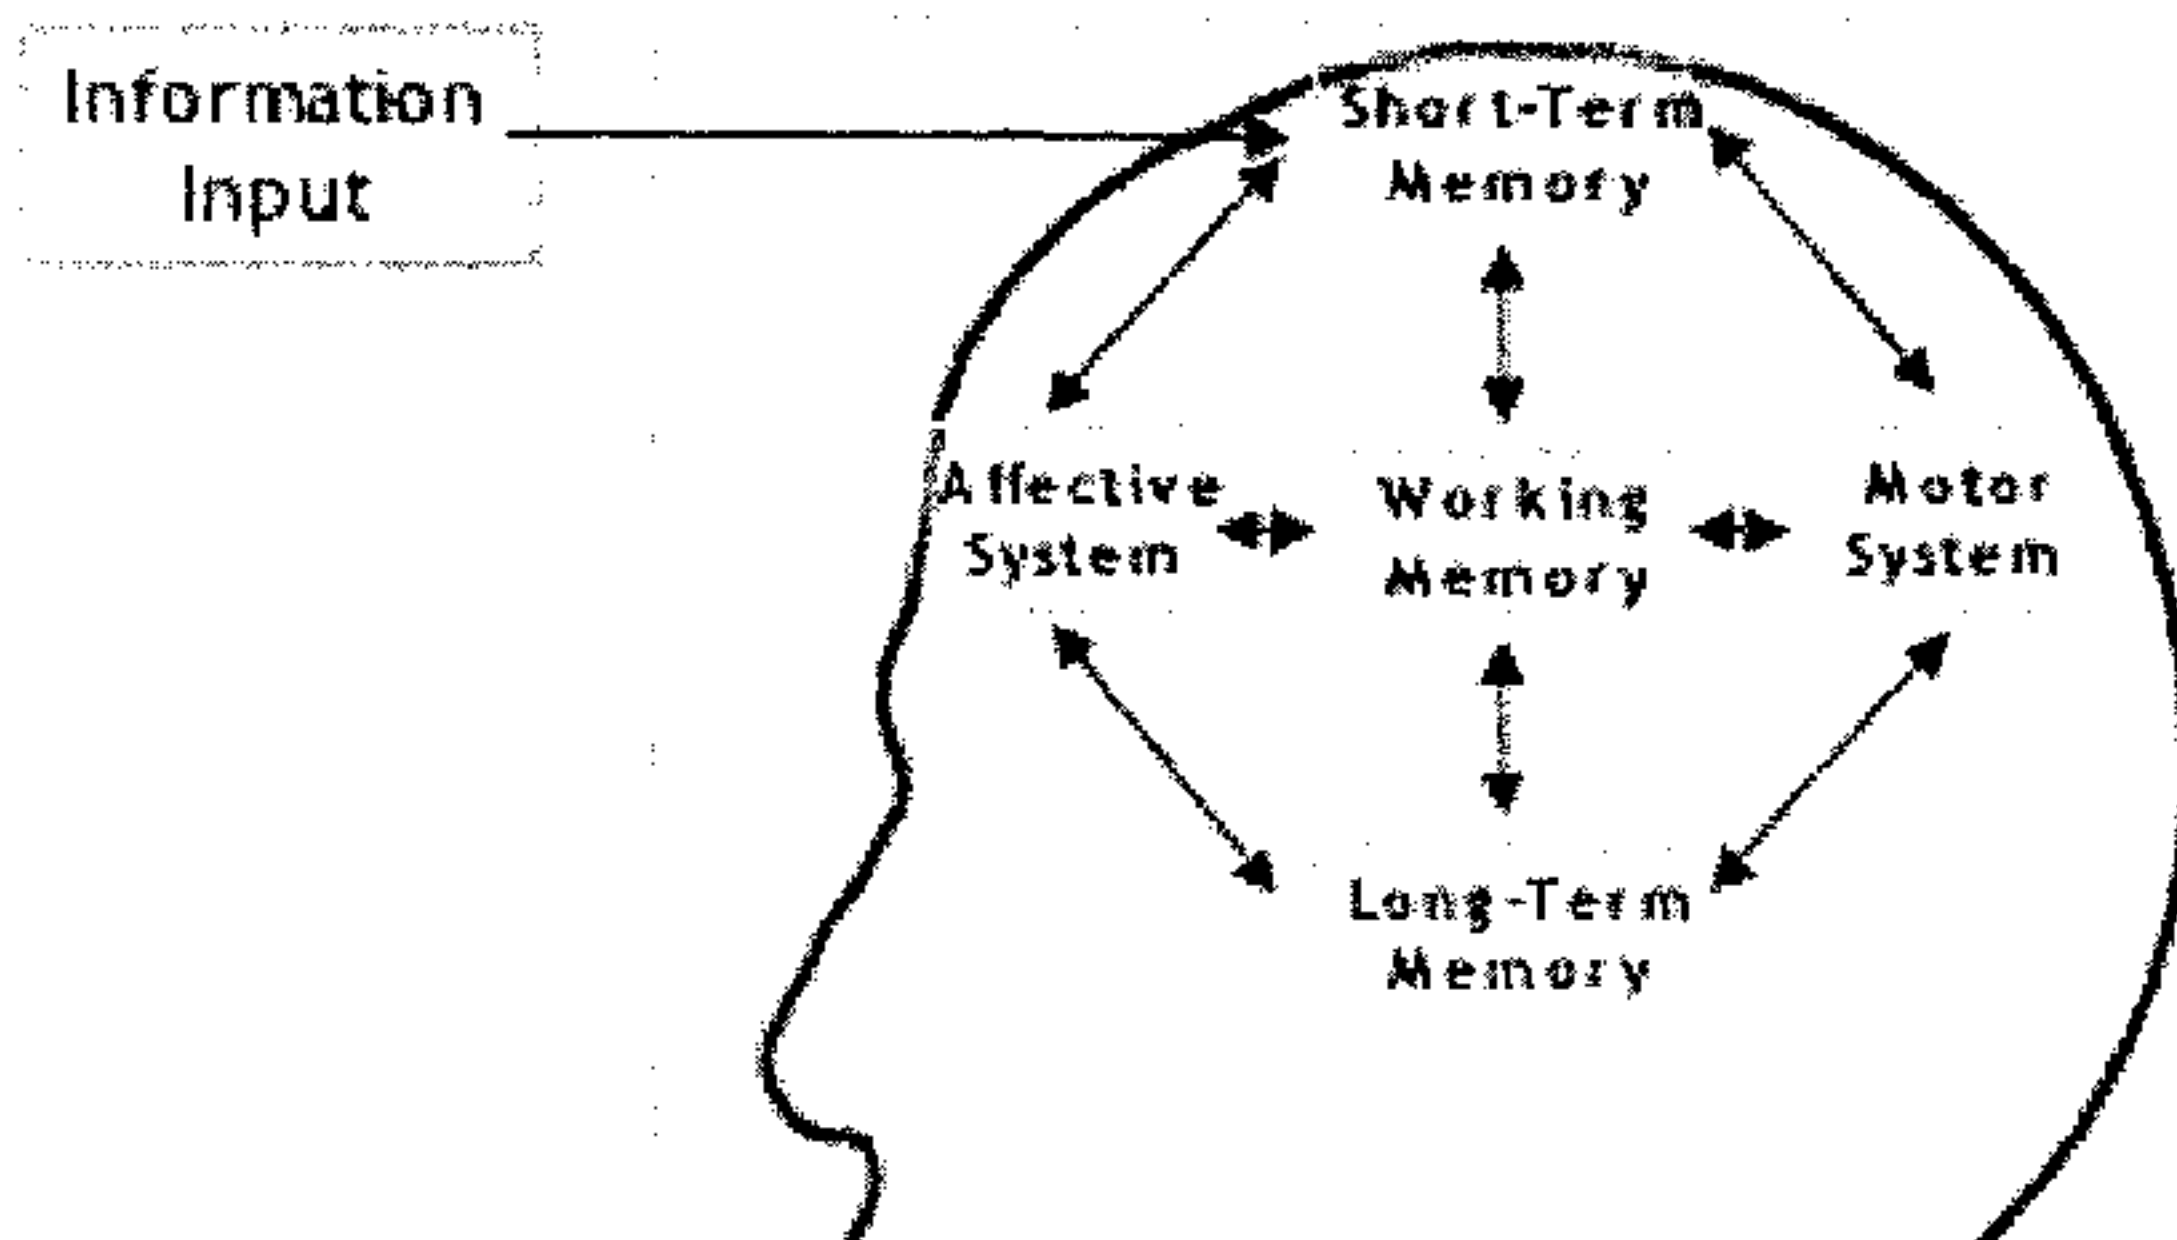 Information
Input
Short-Term
Memory
Affective
System
Working
Memory
Motor
System
Long-Term
Memory